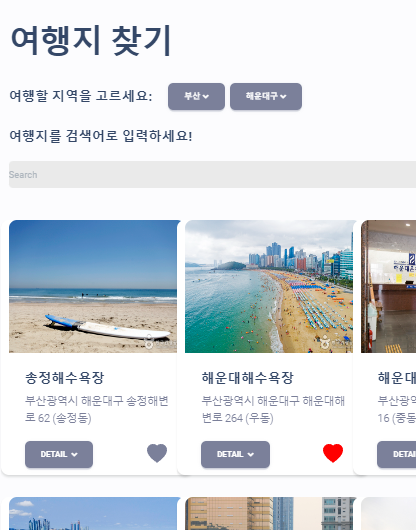 여행지 찾기
여행할 지역을 고르세요: 부산 해운대구
여행지를 검색어로 입력하세요!
Search
송정해수욕장
부산광역시 해운대구 송정해변
로 62 (송정동)
DETAIL
해운대해수욕장
부산광역시 해운대구 해운대해
변로 264 (우동)
DETAIL
해운대
부산광역
16 (중동
DETAI